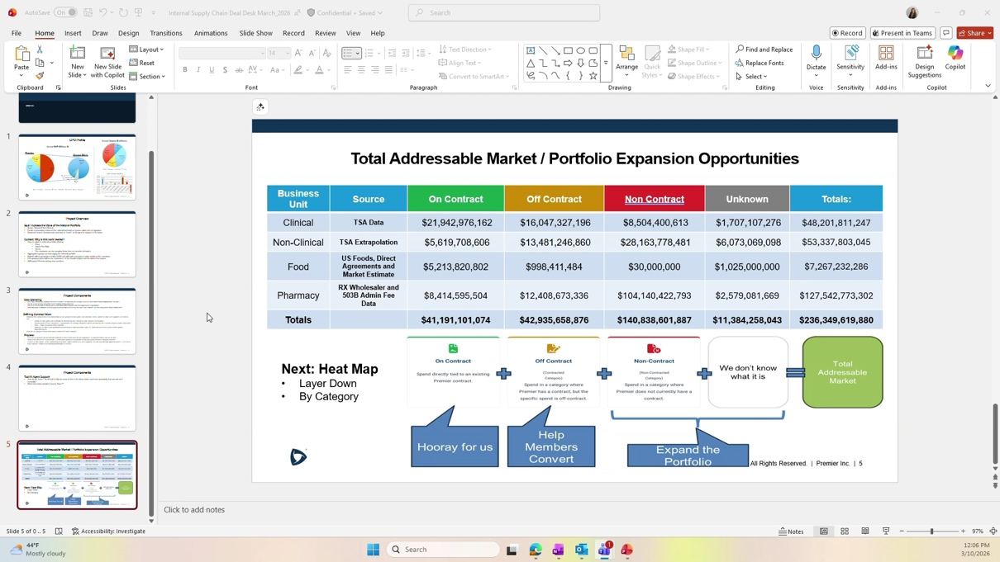 AutoSave
On
Internal Supply Chain Deal Desk March_2026
Confidential • Saved
Search
File
Home
Insert
Draw
Design
Transitions
Animations
Slide Show
Record
Review
View
Help
Record
Present in Teams
Share
Paste
New
Slide
New Slide
with Copilot
Layout
Reset
Section
14
Text Direction
Align Text
Convert to SmartArt
Arrange
Quick
Styles
Shape Fill
Shape Outline
Shape Effects
Find and Replace
Replace Fonts
Select
Dictate
Sensitivity
Add-ins
Design
Suggestions
Copilot
Clipboard
Slides
Font
Paragraph
Drawing
Editing
Voice
Sensitivity
Add-ins
Copilot
1
2
Project Overview
3
Project Components
4
Project Components
5
Total Addressable Market / Portfolio Expansion Opportunities
Business Unit
Source
On Contract
Off Contract
Non Contract
Unknown
Totals:
Clinical
TSA Data
$21,942,976,162
$16,047,327,196
$8,504,400,613
$1,707,107,276
$48,201,811,247
Non-Clinical
TSA Extrapolation
$5,619,708,606
$13,481,246,860
$28,163,778,481
$6,073,069,098
$53,337,803,045
Food
US Foods, Direct
Agreements and
Market Estimate
$5,213,820,802
$998,411,484
$30,000,000
$1,025,000,000
$7,267,232,286
Pharmacy
RX Wholesaler and
503B Admin Fee
Data
$8,414,595,504
$12,408,673,336
$104,140,422,793
$2,579,081,669
$127,542,773,302
Totals
$41,191,101,074
$42,935,658,876
$140,838,601,887
$11,384,258,043
$236,349,619,880
Next: Heat Map
• Layer Down
• By Category
On Contract
Spend directly tied to an existing
Premier contract.
Off Contract
(Contracted
Category)
Spend in a category where
Premier has a contract, but the
specific spend is off-contract.
Non-Contract
(Non-Contracted
Category)
Spend in a category where
Premier does not currently have a
contract.
We don't know
what it is
Total
Addressable
Market
Hooray for us
Help
Members
Convert
Expand the
Portfolio
All Rights Reserved. | Premier Inc. | 5
Click to add notes
Slide 5 of 0 .. 5
Accessibility: Investigate
Notes
97%
44°F
Mostly cloudy
Search
1
12:06 PM
3/10/2026